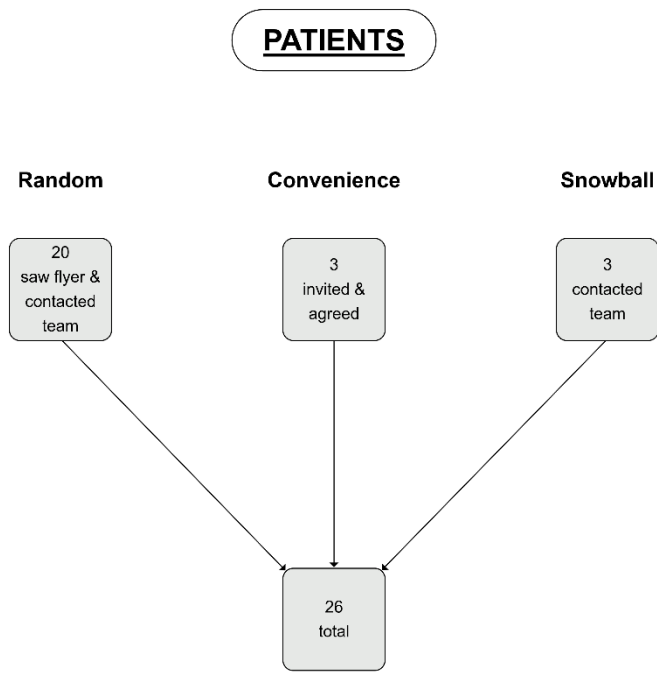 PATIENTS
Random
Convenience
Snowball
20
saw flyer &
contacted
team
3
invited &
agreed
3
contacted
team
26
total